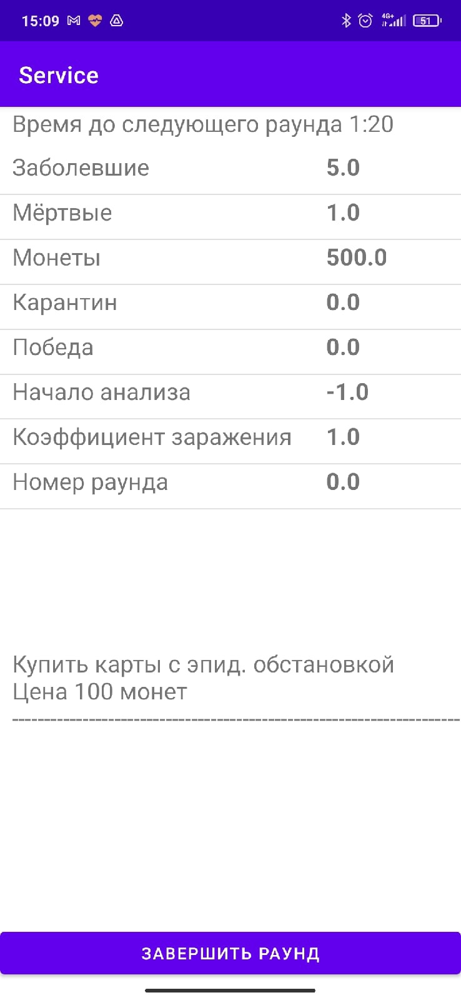 15:09
4G+
51
Service
Время до следующего раунда 1:20
Заболевшие 5.0
Мёртвые 1.0
Монеты 500.0
Карантин 0.0
Победа 0.0
Начало анализа -1.0
Коэффициент заражения 1.0
Номер раунда 0.0
Купить карты с эпид. обстановкой
Цена 100 монет
----------------------------------------------------------------------
ЗАВЕРШИТЬ РАУНД